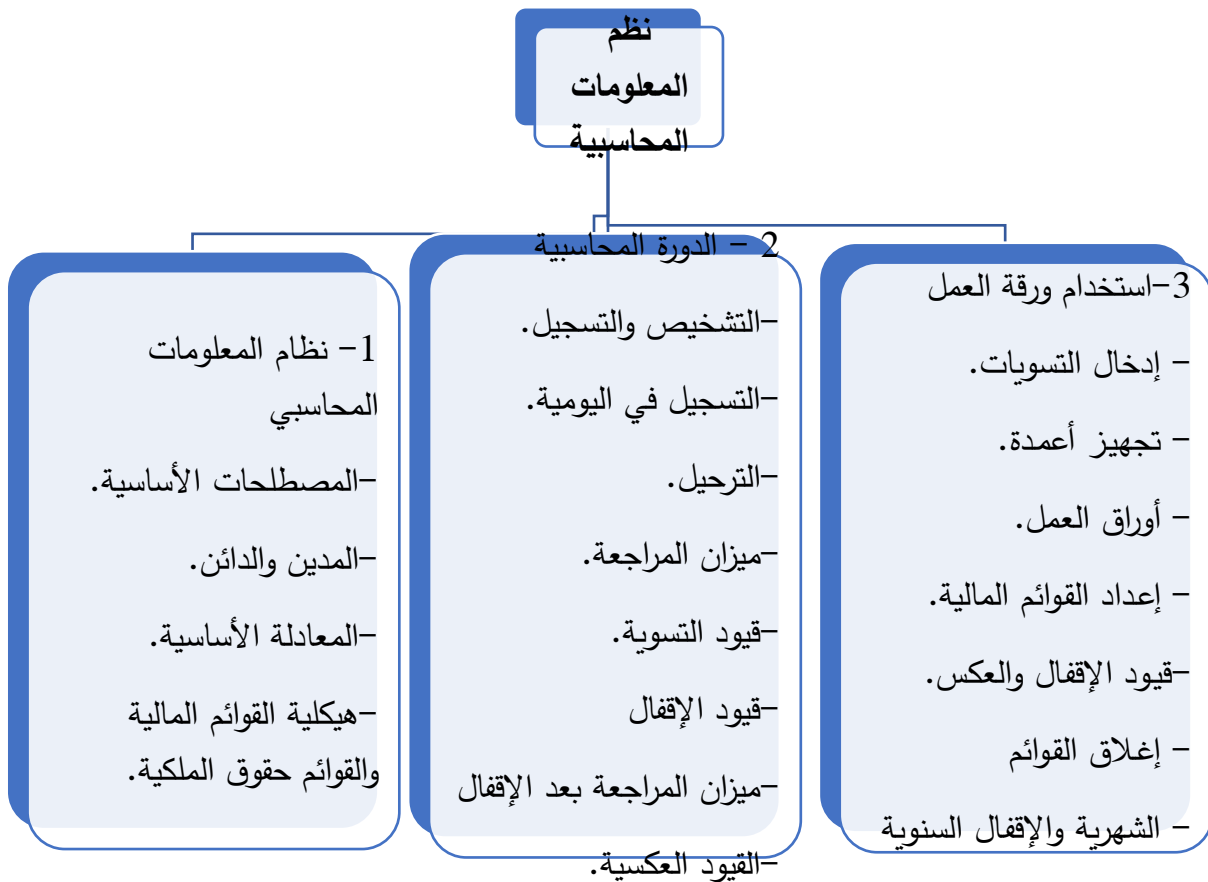 نظم
المعلومات
المحاسبية
1- نظام المعلومات
المحاسبي
-المصطلحات الأساسية.
-المدين والدائن.
-المعادلة الأساسية.
-هيكلية القوائم المالية
والقوائم حقوق الملكية.
2 - الدورة المحاسبية
-التشخيص والتسجيل.
-التسجيل في اليومية.
-الترحيل.
-ميزان المراجعة.
-قيود التسوية.
-قيود الإقفال
-ميزان المراجعة بعد الإقفال
-القيود العكسية.
3-استخدام ورقة العمل
- إدخال التسويات.
- تجهيز أعمدة.
- أوراق العمل.
- إعداد القوائم المالية.
-قيود الإقفال والعكس.
- إغلاق القوائم
- الشهرية والإقفال السنوية